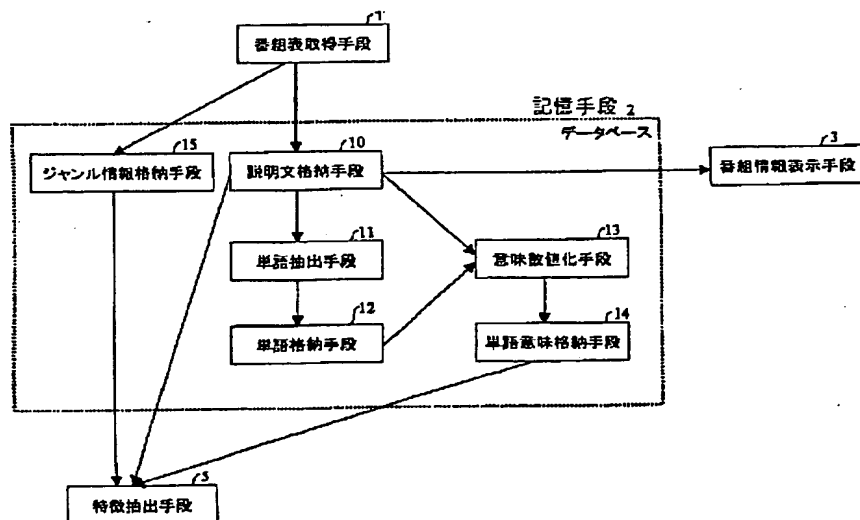 番組表取得手段
記憶手段 2
データベース
15
ジャンル情報格納手段
10
説明文格納手段
3
番組情報表示手段
11
単語抽出手段
13
意味数値化手段
12
単語格納手段
14
単語意味格納手段
5
特徴抽出手段